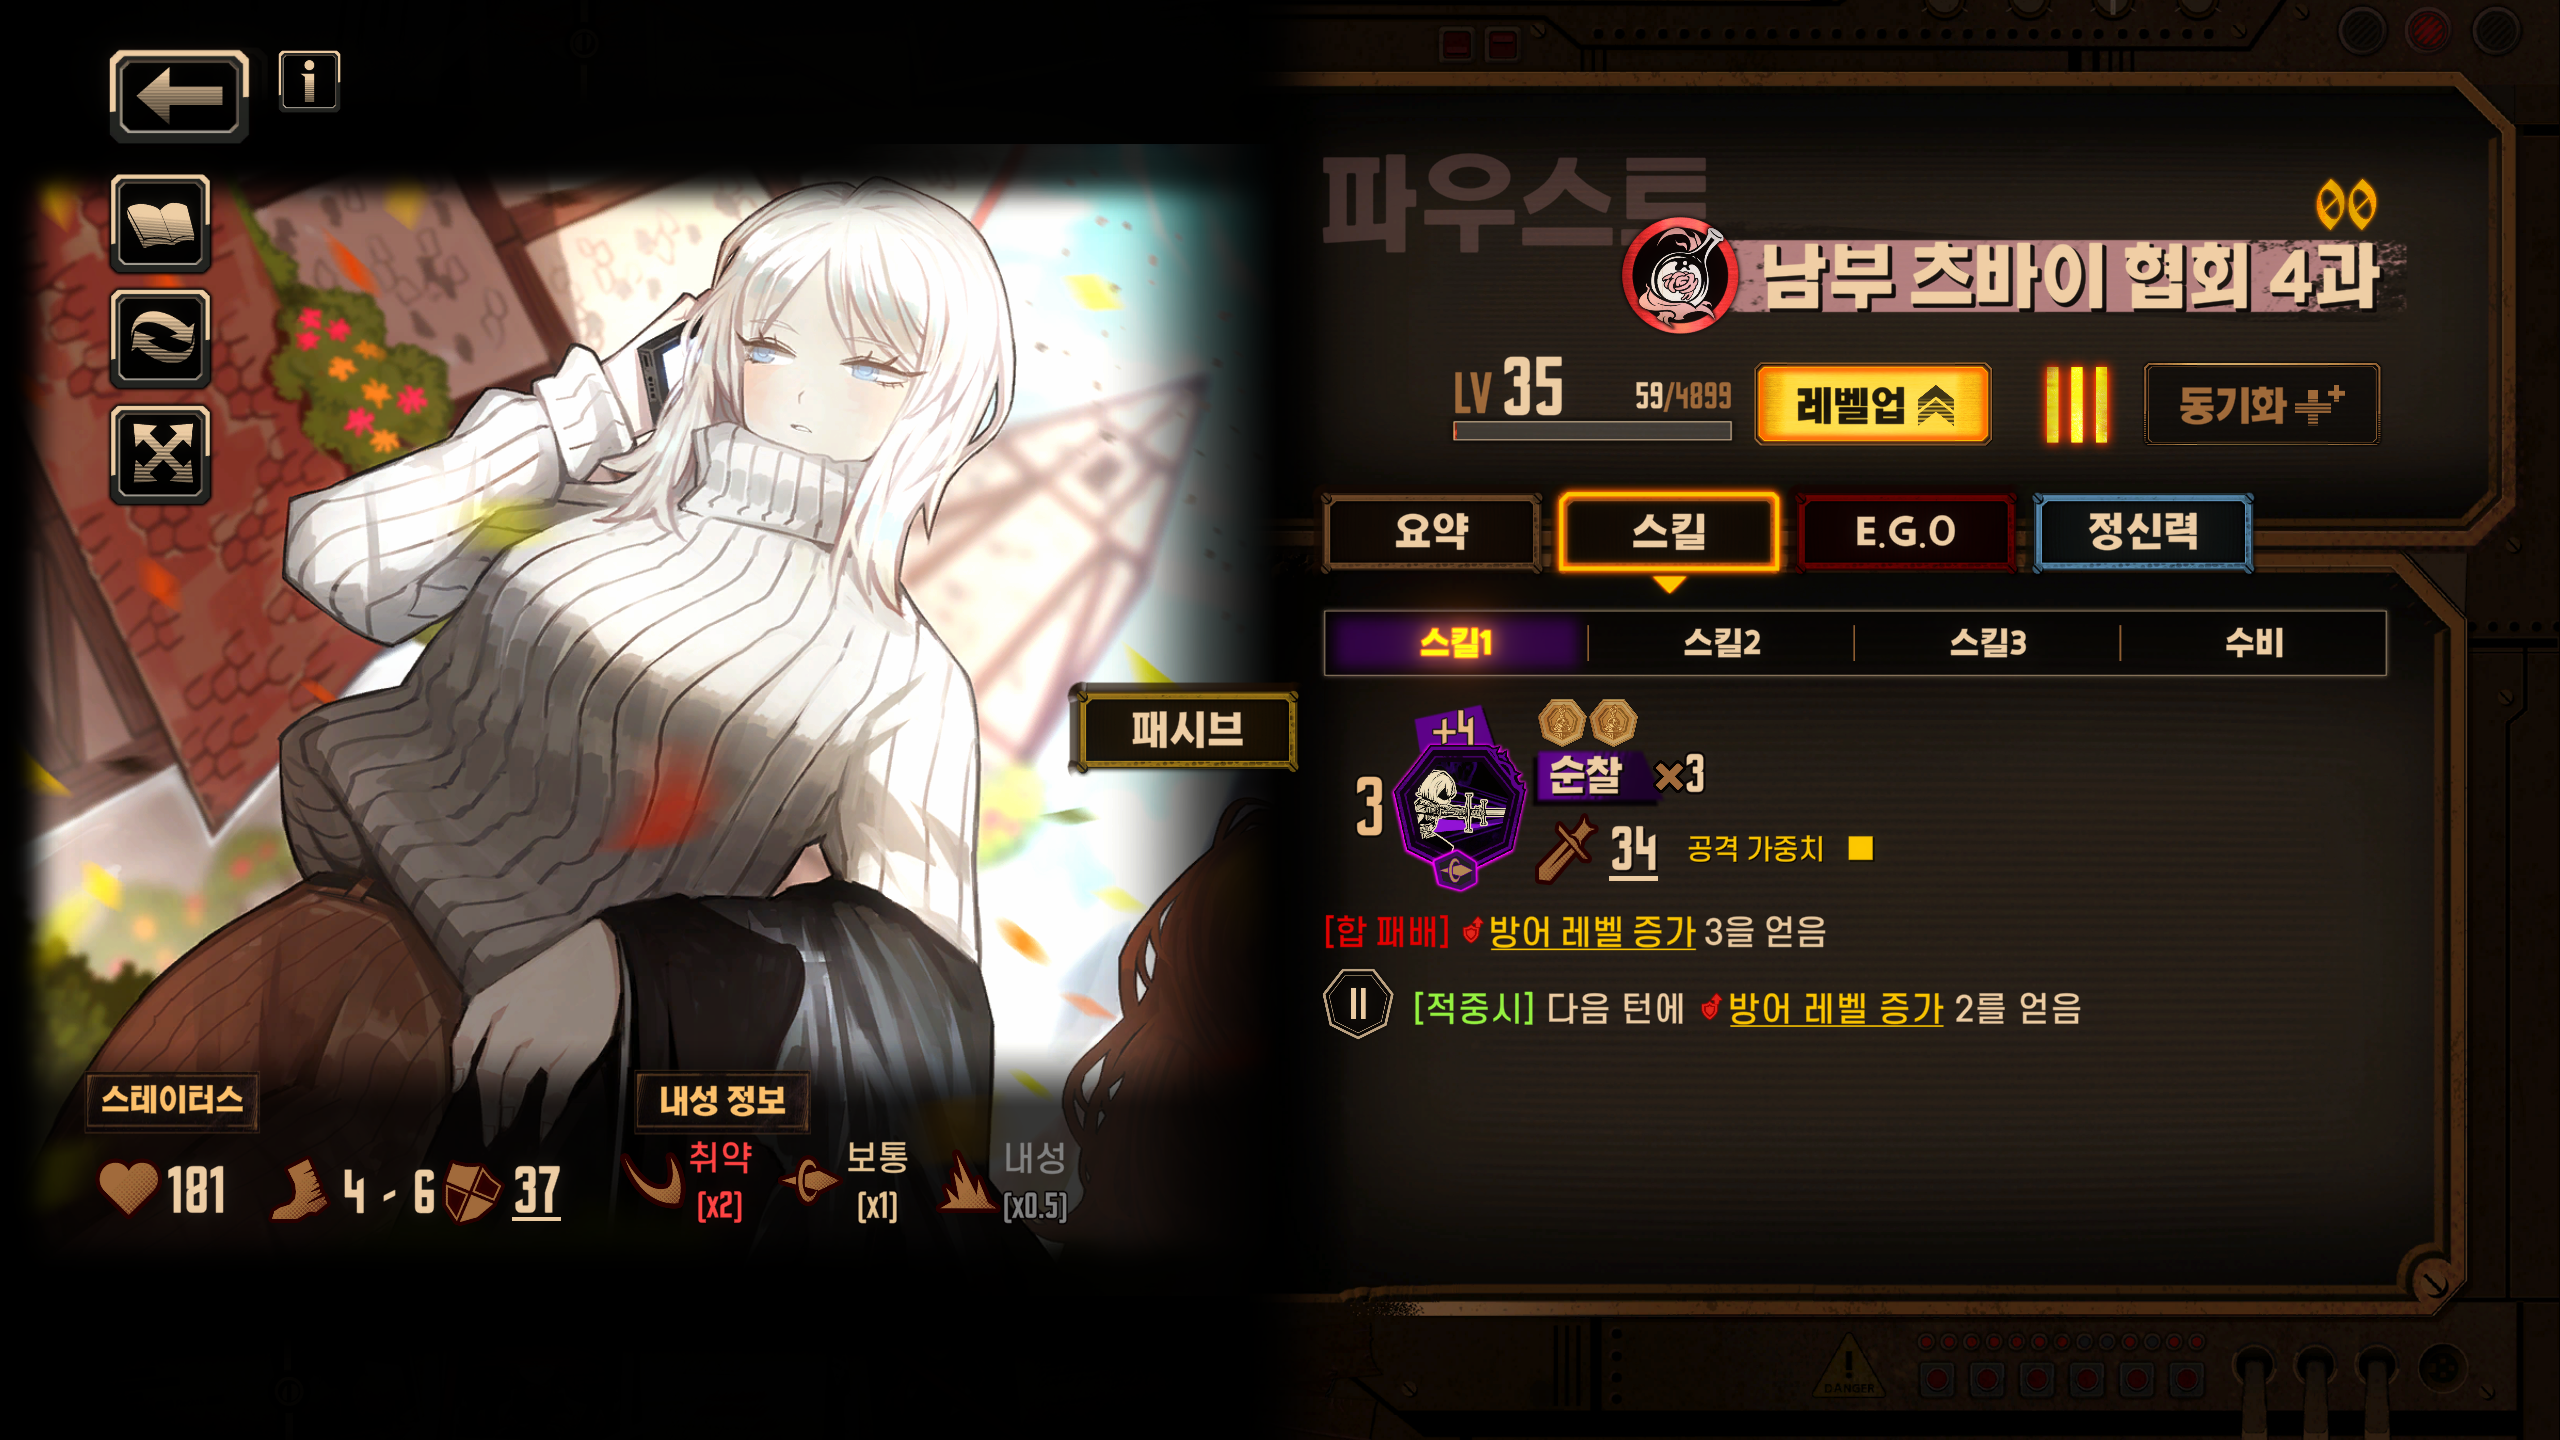 파우스트
남부 츠바이 협회 4과
LV 35 59/4899
레벨업
동기화
요약
스킬
E.G.O
정신력
스킬1
스킬2
스킬3
수비
패시브
+4
3
순찰 ×3
34 공격 가중치
[합 패배] 방어 레벨 증가 3을 얻음
II [적중시] 다음 턴에 방어 레벨 증가 2를 얻음
스테이터스
181
4 - 6
37
내성 정보
취약
[x2]
보통
[x1]
내성
[x0.5]
DANGER